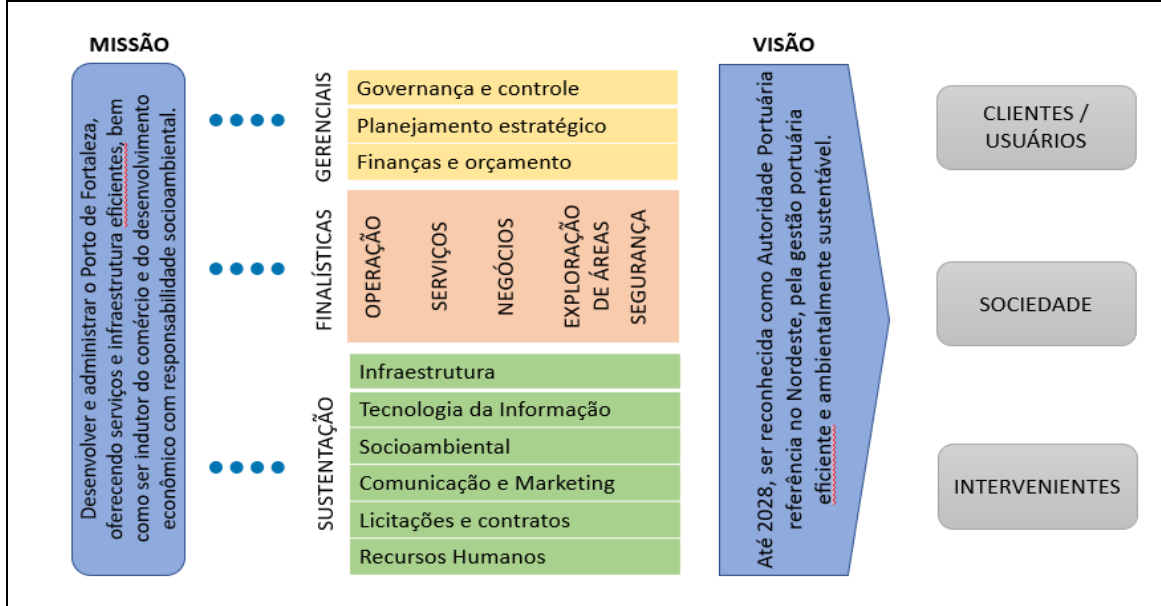 MISSÃO
Desenvolver e administrar o Porto de Fortaleza,
oferecendo serviços e infraestrutura eficientes, bem
como ser indutor do comércio e do desenvolvimento
econômico com responsabilidade socioambiental.
GERENCIAIS
Governança e controle
Planejamento estratégico
Finanças e orçamento
FINALÍSTICAS
OPERAÇÃO
SERVIÇOS
NEGÓCIOS
EXPLORAÇÃO
DE ÁREAS
SEGURANÇA
SUSTENTAÇÃO
Infraestrutura
Tecnologia da Informação
Socioambiental
Comunicação e Marketing
Licitações e contratos
Recursos Humanos
VISÃO
Até 2028, ser reconhecida como Autoridade Portuária
referência no Nordeste, pela gestão portuária
eficiente e ambientalmente sustentável.
CLIENTES /
USUÁRIOS
SOCIEDADE
INTERVENIENTES